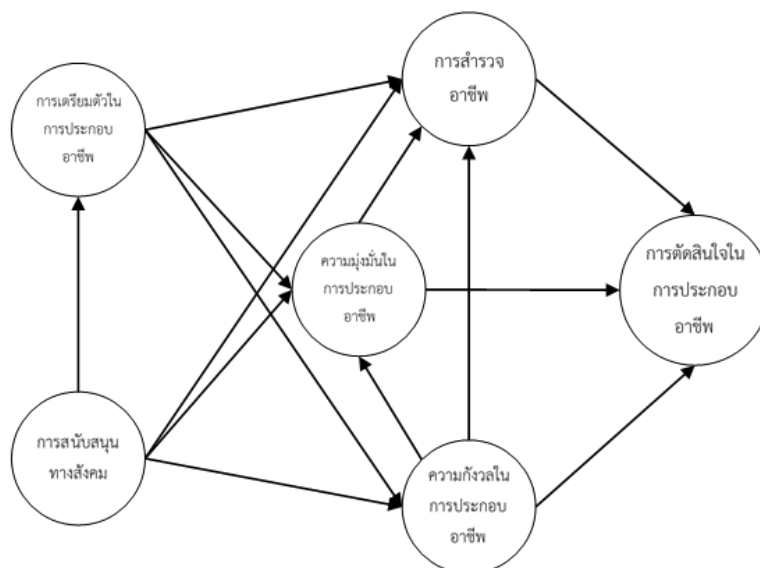 การสำรวจ
อาชีพ
การเตรียมตัวใน
การประกอบ
อาชีพ
ความมุ่งมั่นใน
การประกอบ
อาชีพ
การตัดสินใจใน
การประกอบ
อาชีพ
การสนับสนุน
ทางสังคม
ความกังวลใน
การประกอบ
อาชีพ